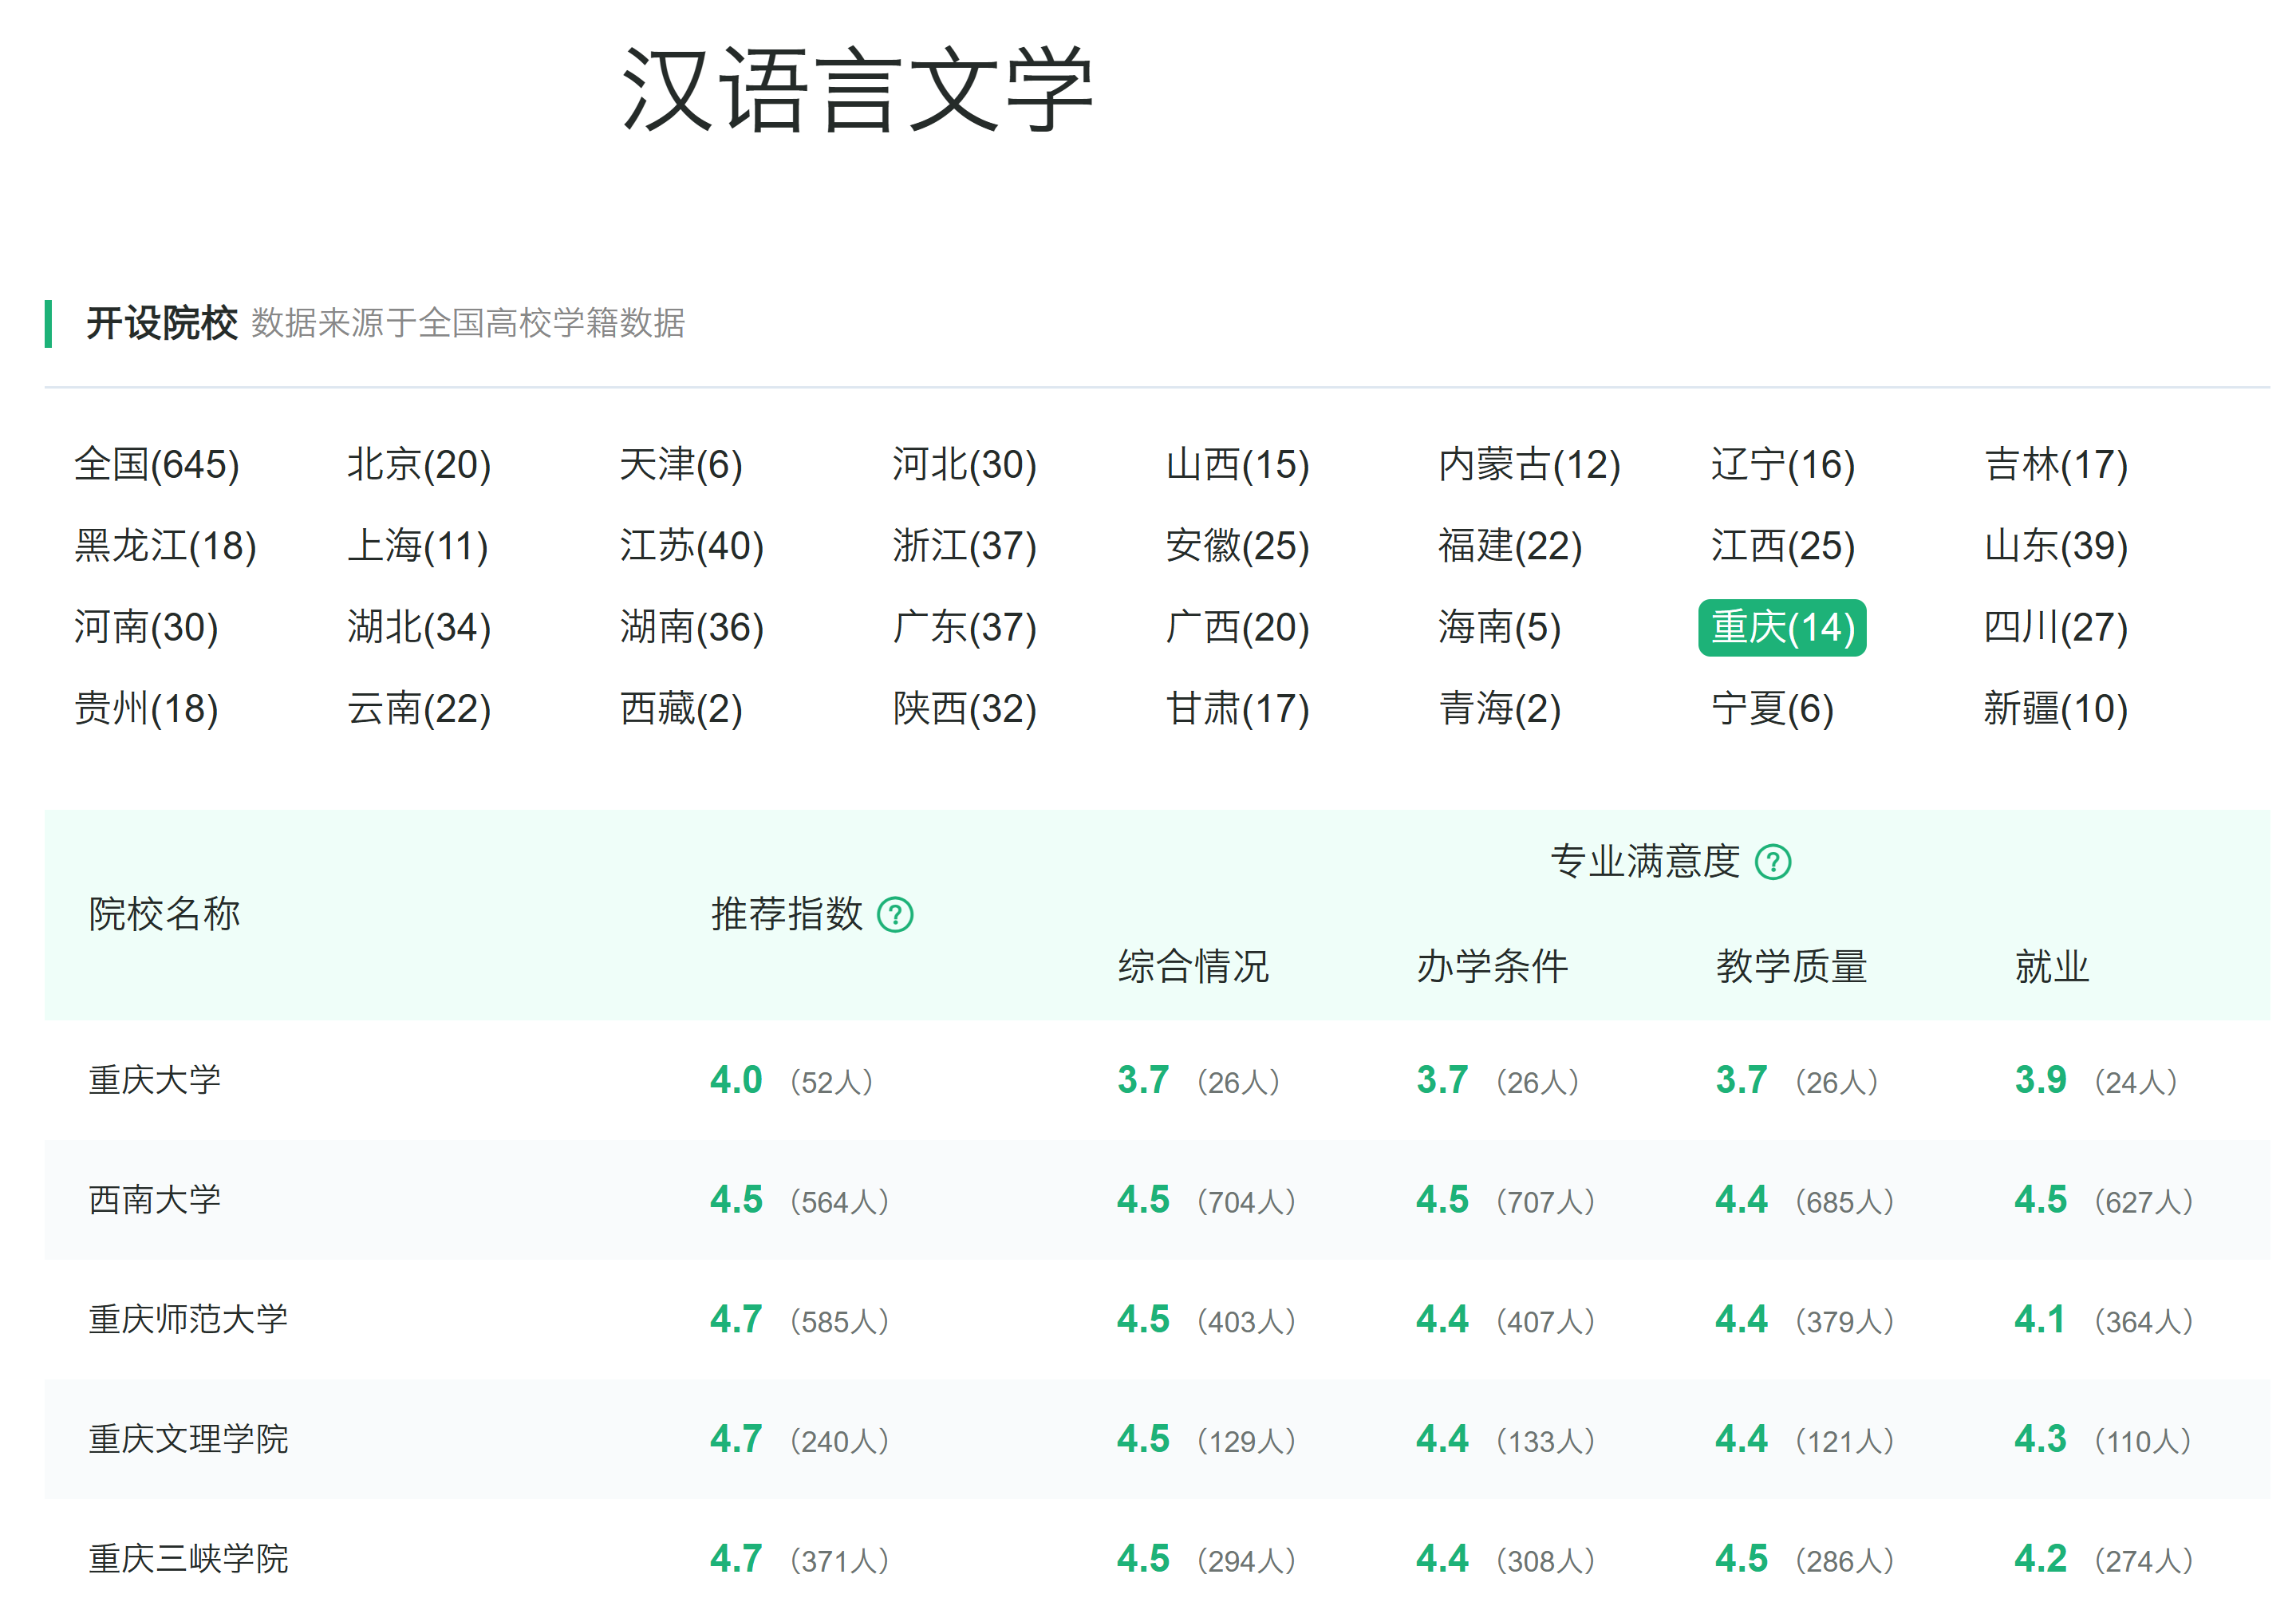 汉语言文学
开设院校 数据来源于全国高校学籍数据
全国(645) 北京(20) 天津(6) 河北(30) 山西(15) 内蒙古(12) 辽宁(16) 吉林(17)
黑龙江(18) 上海(11) 江苏(40) 浙江(37) 安徽(25) 福建(22) 江西(25) 山东(39)
河南(30) 湖北(34) 湖南(36) 广东(37) 广西(20) 海南(5) 重庆(14) 四川(27)
贵州(18) 云南(22) 西藏(2) 陕西(32) 甘肃(17) 青海(2) 宁夏(6) 新疆(10)
专业满意度 ?
院校名称 推荐指数 ?
综合情况 办学条件 教学质量 就业
重庆大学 4.0 （52人） 3.7 （26人） 3.7 （26人） 3.7 （26人） 3.9 （24人）
西南大学 4.5 （564人） 4.5 （704人） 4.5 （707人） 4.4 （685人） 4.5 （627人）
重庆师范大学 4.7 （585人） 4.5 （403人） 4.4 （407人） 4.4 （379人） 4.1 （364人）
重庆文理学院 4.7 （240人） 4.5 （129人） 4.4 （133人） 4.4 （121人） 4.3 （110人）
重庆三峡学院 4.7 （371人） 4.5 （294人） 4.4 （308人） 4.5 （286人） 4.2 （274人）